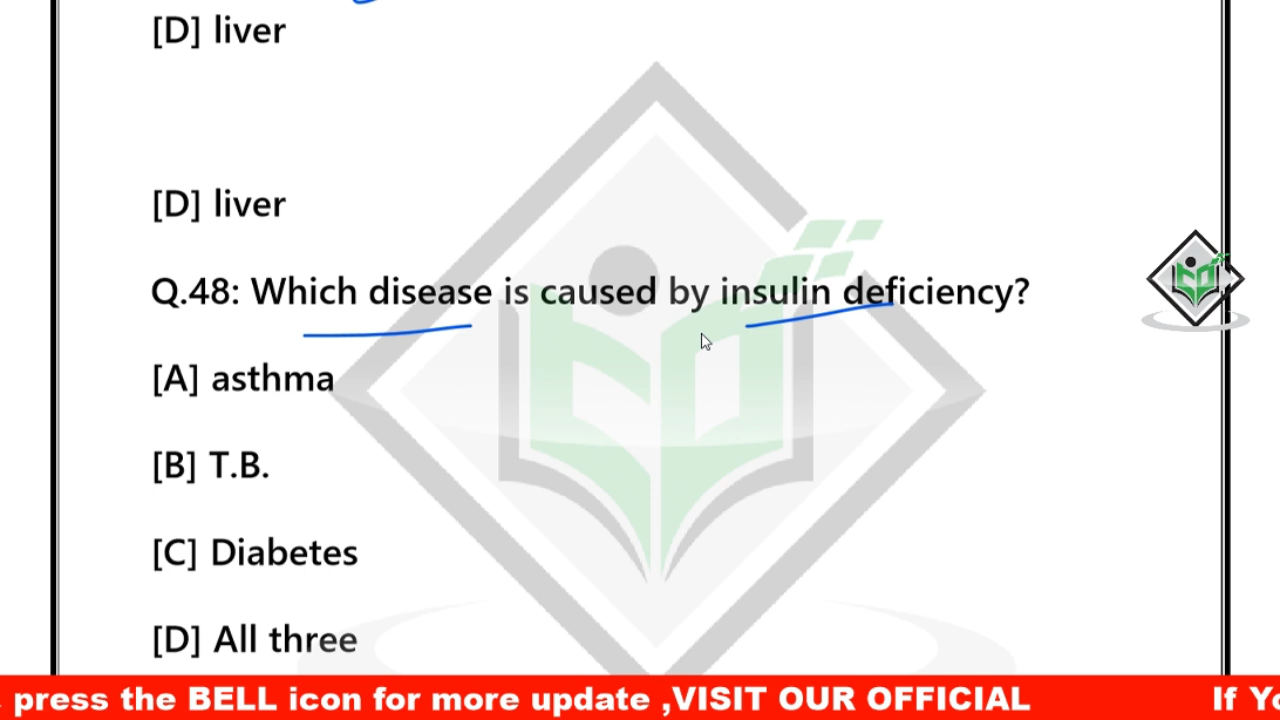 [D] liver
[D] liver
Q.48: Which disease is caused by insulin deficiency?
[A] asthma
[B] T.B.
[C] Diabetes
[D] All three
press the BELL icon for more update ,VISIT OUR OFFICIAL If Yo